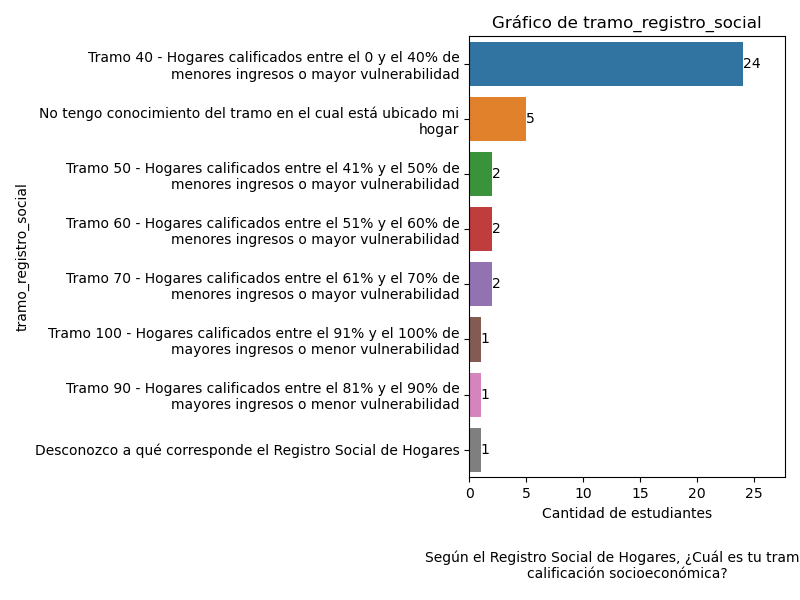 Gráfico de tramo_registro_social
Tramo 40 - Hogares calificados entre el 0 y el 40% de
menores ingresos o mayor vulnerabilidad
24
No tengo conocimiento del tramo en el cual está ubicado mi
hogar
5
Tramo 50 - Hogares calificados entre el 41% y el 50% de
menores ingresos o mayor vulnerabilidad
2
Tramo 60 - Hogares calificados entre el 51% y el 60% de
menores ingresos o mayor vulnerabilidad
2
Tramo 70 - Hogares calificados entre el 61% y el 70% de
menores ingresos o mayor vulnerabilidad
2
Tramo 100 - Hogares calificados entre el 91% y el 100% de
mayores ingresos o menor vulnerabilidad
1
Tramo 90 - Hogares calificados entre el 81% y el 90% de
mayores ingresos o menor vulnerabilidad
1
Desconozco a qué corresponde el Registro Social de Hogares
1
tramo_registro_social
0 5 10 15 20 25
Cantidad de estudiantes
Según el Registro Social de Hogares, ¿Cuál es tu tram
calificación socioeconómica?